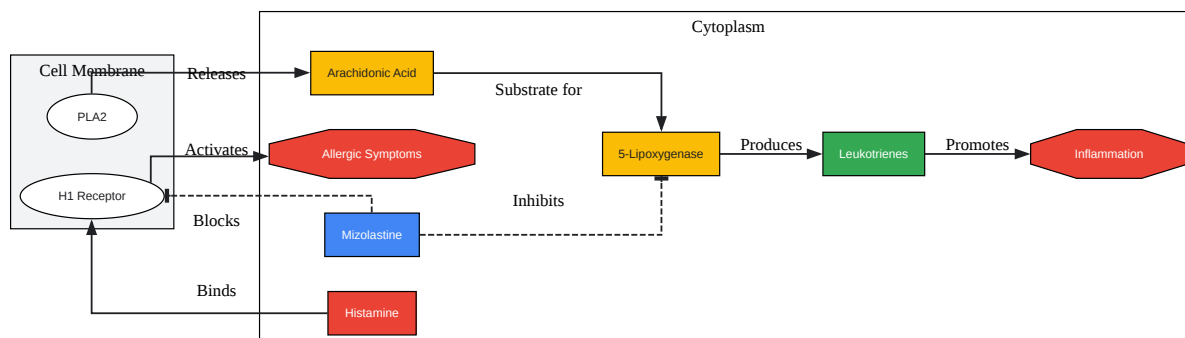 Cytoplasm
Cell Membrane
Releases
Arachidonic Acid
Substrate for
PLA2
Activates
Allergic Symptoms
5-Lipoxygenase
Produces
Leukotrienes
Promotes
Inflammation
H1 Receptor
Blocks
Inhibits
Mizolastine
Binds
Histamine